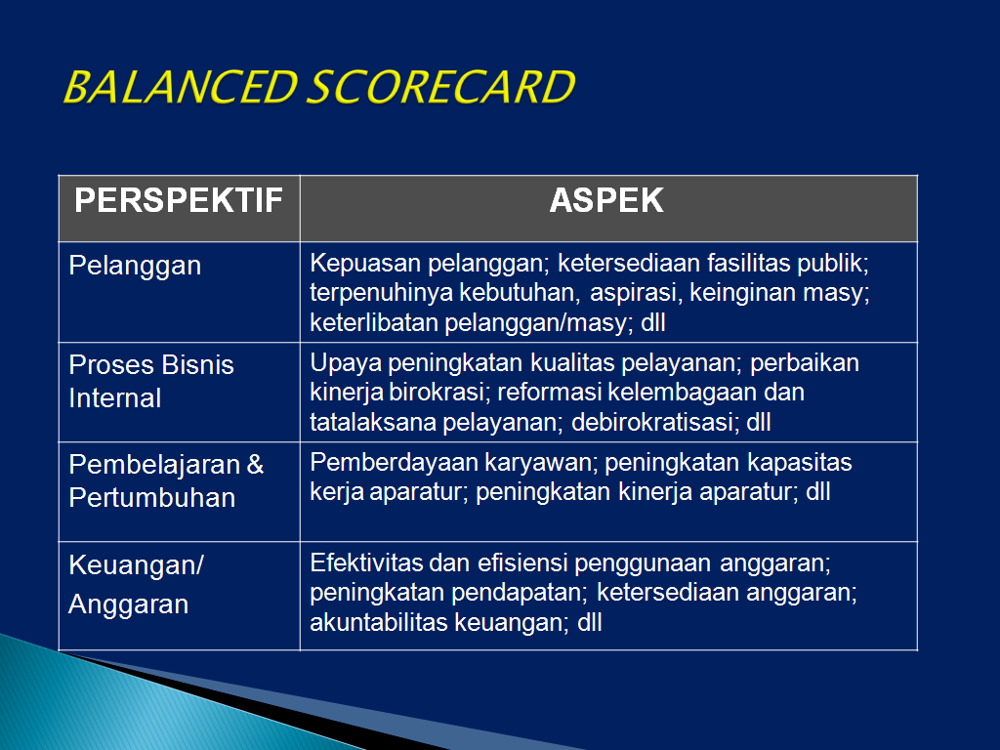 BALANCED SCORECARD
PERSPEKTIF
ASPEK
Pelanggan
Kepuasan pelanggan; ketersediaan fasilitas publik;
terpenuhinya kebutuhan, aspirasi, keinginan masy;
keterlibatan pelanggan/masy; dll
Proses Bisnis
Internal
Upaya peningkatan kualitas pelayanan; perbaikan
kinerja birokrasi; reformasi kelembagaan dan
tatalaksana pelayanan; debirokratisasi; dll
Pembelajaran &
Pertumbuhan
Pemberdayaan karyawan; peningkatan kapasitas
kerja aparatur; peningkatan kinerja aparatur; dll
Keuangan/
Anggaran
Efektivitas dan efisiensi penggunaan anggaran;
peningkatan pendapatan; ketersediaan anggaran;
akuntabilitas keuangan; dll